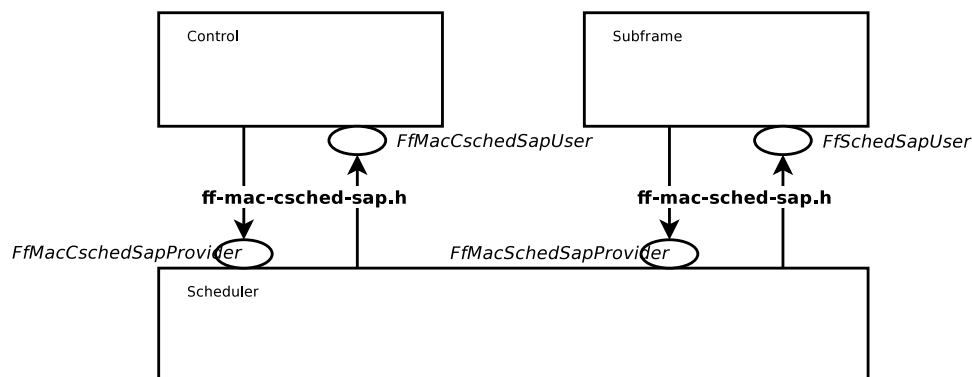 Control
Subframe
FfMacCschedSapUser
FfSchedSapUser
ff-mac-csched-sap.h
ff-mac-sched-sap.h
FfMacCschedSapProvider
FfMacSchedSapProvider
Scheduler